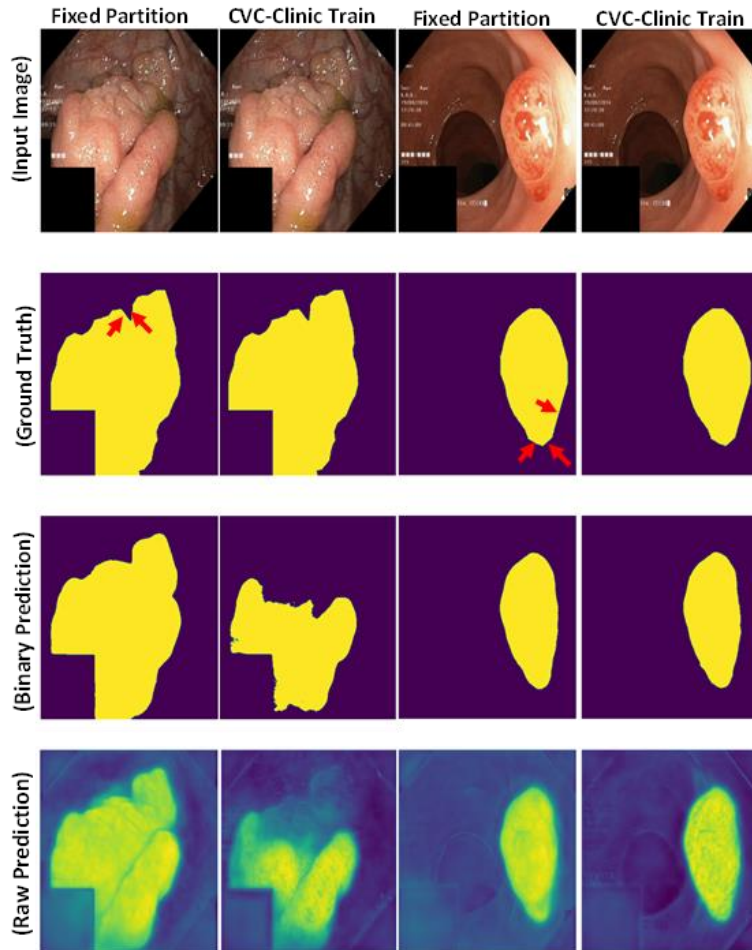 Fixed Partition
CVC-Clinic Train
Fixed Partition
CVC-Clinic Train
(Input Image)
(Ground Truth)
(Binary Prediction)
(Raw Prediction)